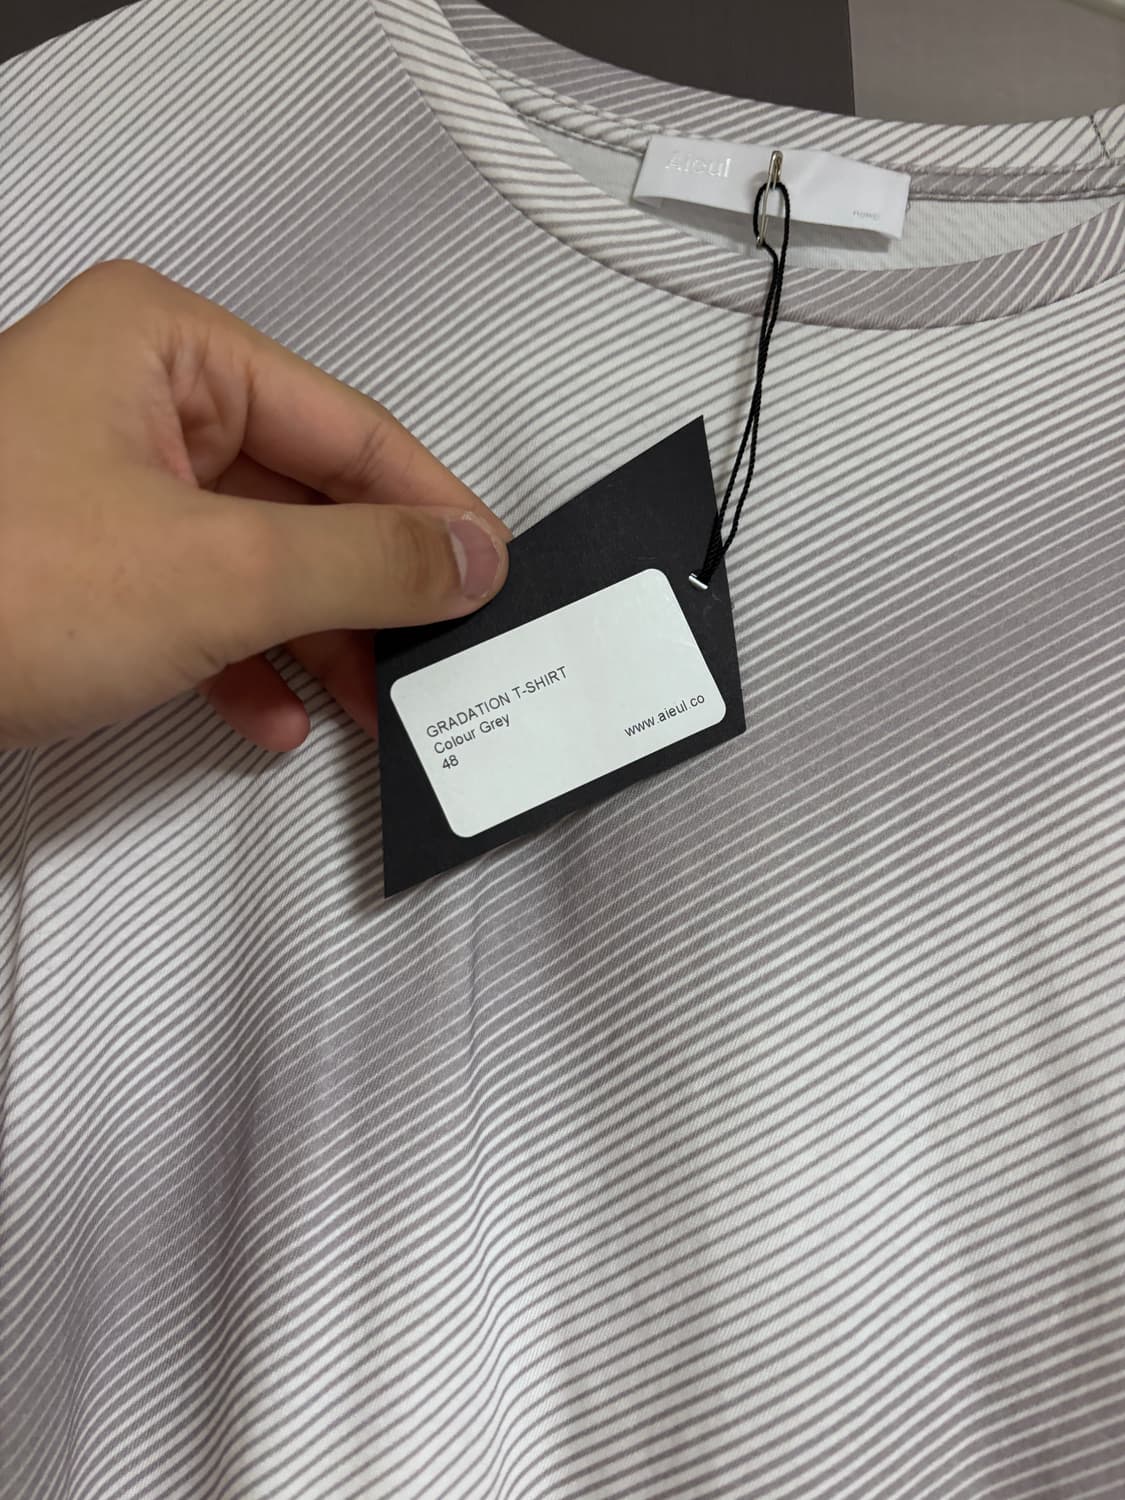 Aieul
GRADATION T-SHIRT
Colour Grey
48
www.aieul.co